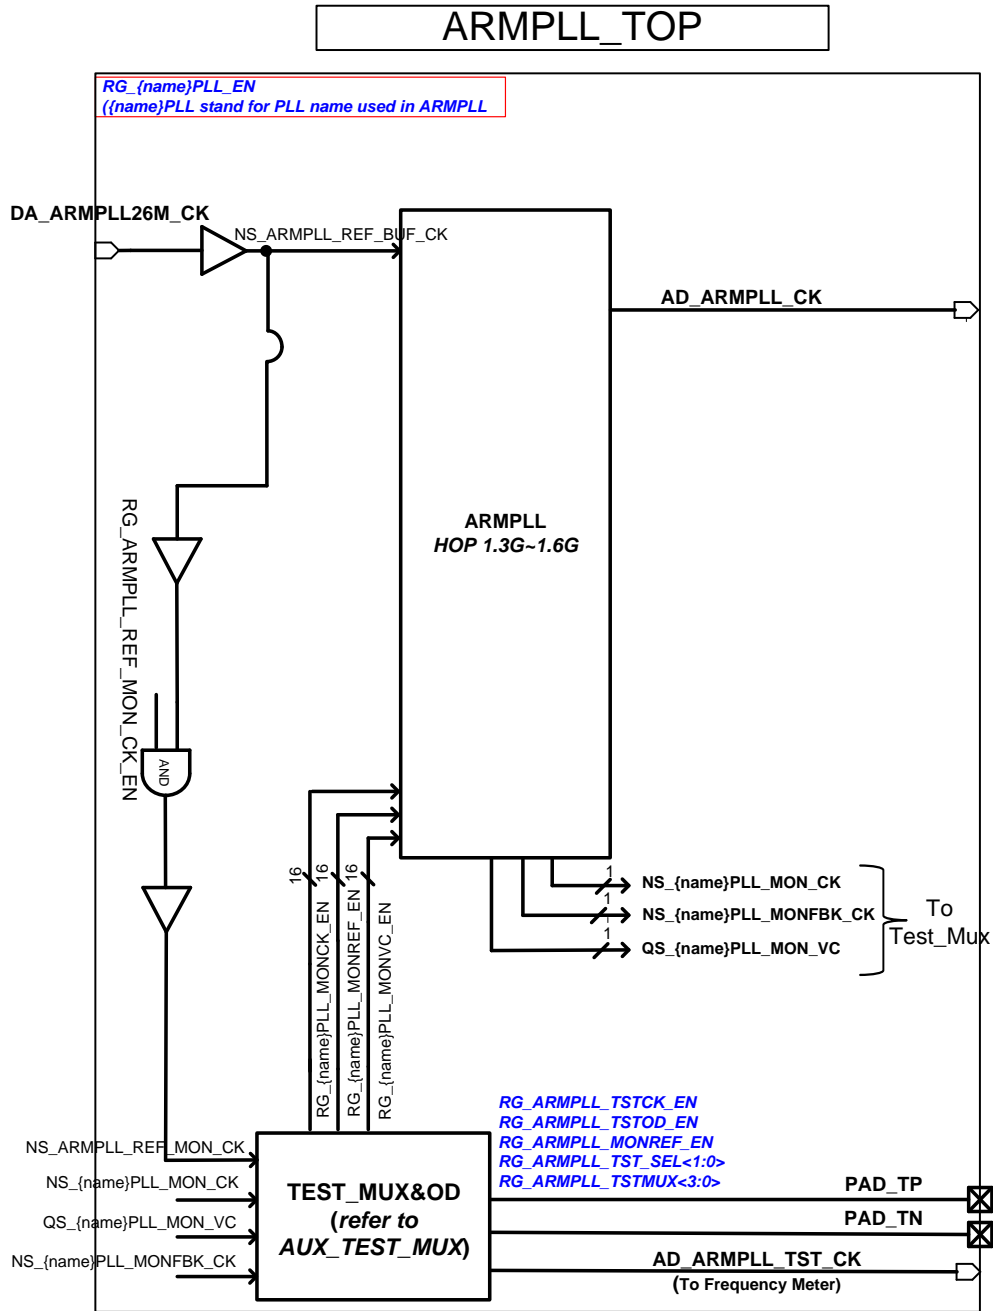 ARMPLL_TOP
RG_{name}PLL_EN
({name}PLL stand for PLL name used in ARMPLL
DA_ARMPLL26M_CK
NS_ARMPLL_REF_BUF_CK
AD_ARMPLL_CK
RG_ARMPLL_REF_MON_CK_EN
ARMPLL
HOP 1.3G~1.6G
AND
16
16
16
RG_{name}PLL_MONCK_EN
RG_{name}PLL_MONREF_EN
RG_{name}PLL_MONVC_EN
1
NS_{name}PLL_MON_CK
1
NS_{name}PLL_MONFBK_CK
1
QS_{name}PLL_MON_VC
To
Test_Mux
RG_ARMPLL_TSTCK_EN
RG_ARMPLL_TSTOD_EN
RG_ARMPLL_MONREF_EN
RG_ARMPLL_TST_SEL<1:0>
RG_ARMPLL_TSTMUX<3:0>
NS_ARMPLL_REF_MON_CK
NS_{name}PLL_MON_CK
QS_{name}PLL_MON_VC
NS_{name}PLL_MONFBK_CK
TEST_MUX&OD
(refer to
AUX_TEST_MUX)
PAD_TP
PAD_TN
AD_ARMPLL_TST_CK
(To Frequency Meter)